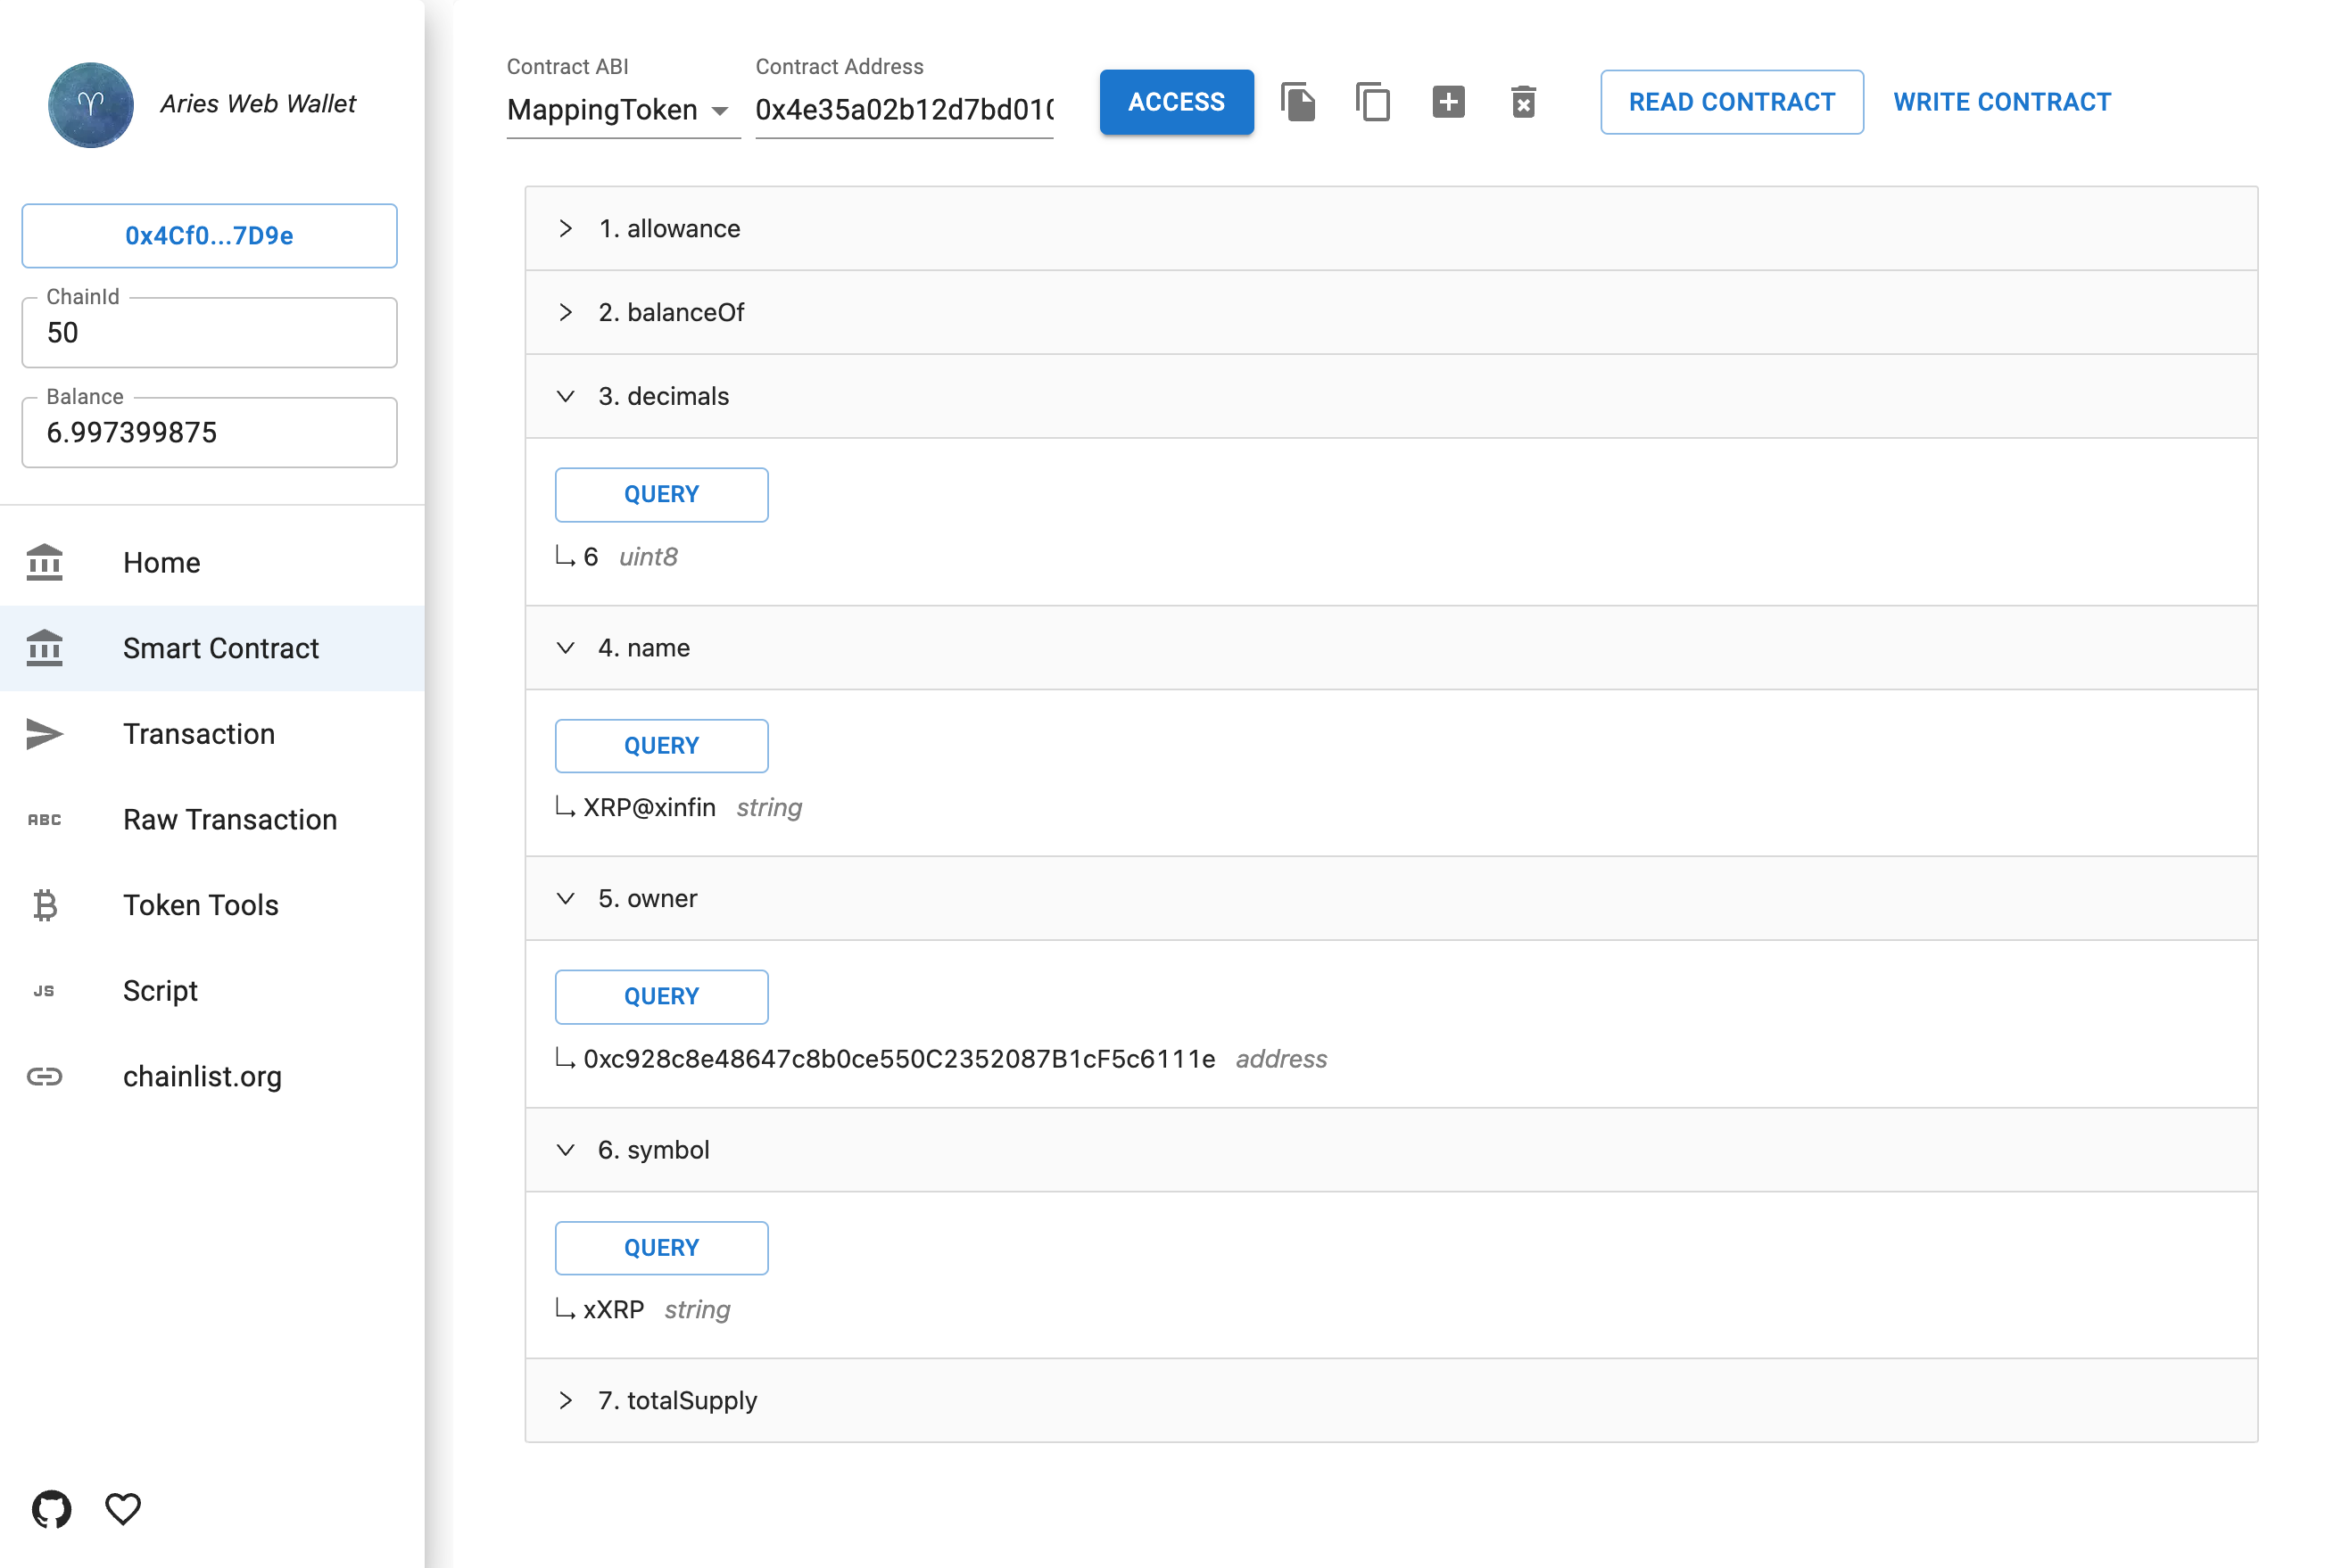 Aries Web Wallet
0x4Cf0...7D9e
ChainId
50
Balance
6.997399875
Home
Smart Contract
Transaction
ABC
Raw Transaction
Token Tools
JS
Script
chainlist.org
Contract ABI
MappingToken
Contract Address
0x4e35a02b12d7bd010
ACCESS
READ CONTRACT
WRITE CONTRACT
1. allowance
2. balanceOf
3. decimals
QUERY
6 uint8
4. name
QUERY
XRP@xinfin string
5. owner
QUERY
0xc928c8e48647c8b0ce550C2352087B1cF5c6111e address
6. symbol
QUERY
xXRP string
7. totalSupply